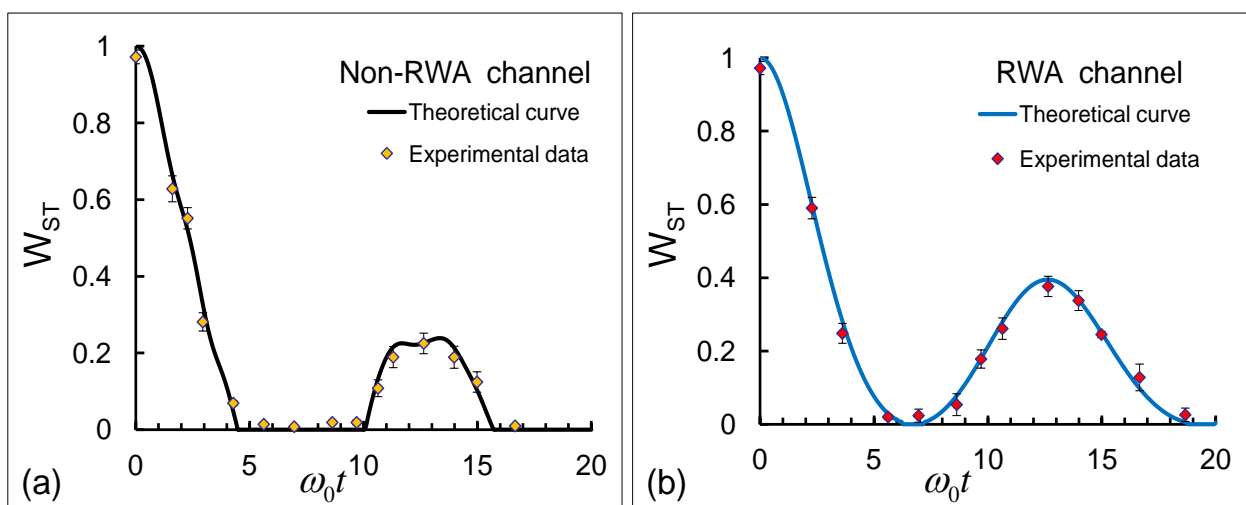 Non-RWA channel
Theoretical curve
Experimental data
W_ST
1
0.8
0.6
0.4
0.2
0
0 5 10 15 20
ω₀t
(a)
RWA channel
Theoretical curve
Experimental data
W_ST
1
0.8
0.6
0.4
0.2
0
0 5 10 15 20
ω₀t
(b)